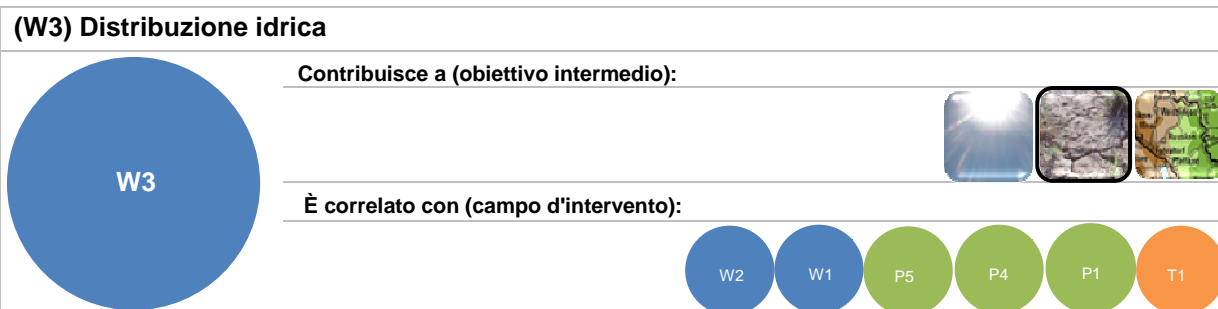 (W3) Distribuzione idrica
Contribuisce a (obiettivo intermedio):
W3
È correlato con (campo d'intervento):
W2 W1 P5 P4 P1 T1